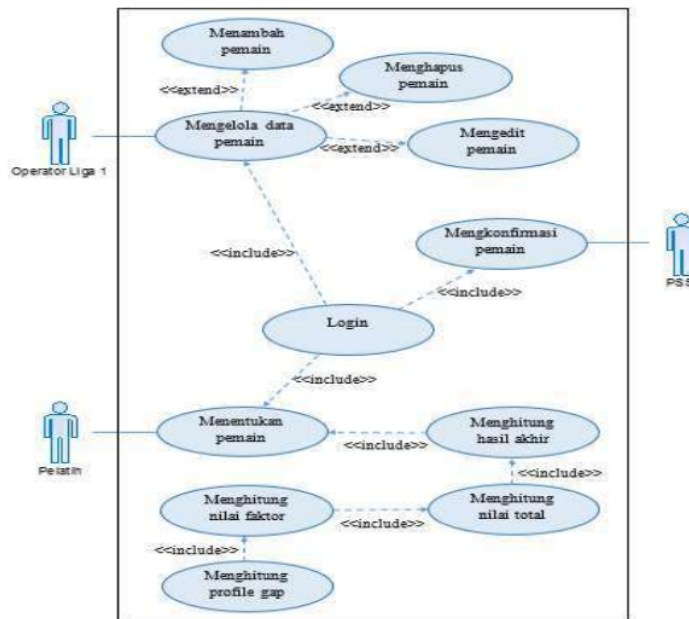 Menambah
pemain
<<extend>>
Menghapus
pemain
<<extend>>
Mengelola data
pemain
<<extend>>
Mengedit
pemain
Operator Liga 1
<<include>>
Mengkonfirmasi
pemain
<<include>>
PSS
Login
<<include>>
Menentukan
pemain
<<include>>
Menghitung
hasil akhir
Pelatih
<<include>>
Menghitung
nilai faktor
<<include>>
Menghitung
nilai total
<<include>>
Menghitung
profile gap